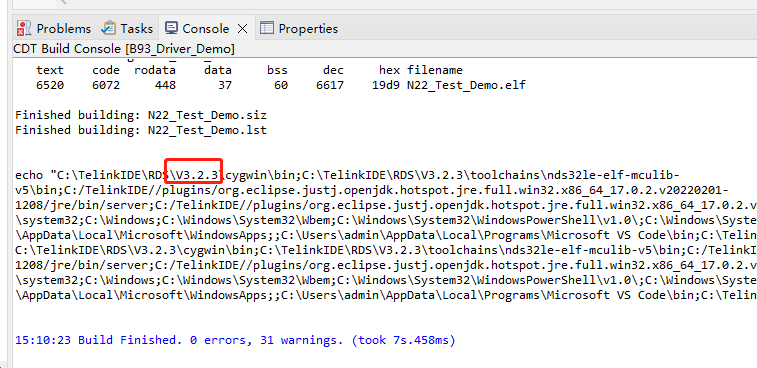 Problems Tasks Console Properties
CDT Build Console [B93_Driver_Demo]
text code rodata data bss dec hex filename
6520 6072 448 37 60 6617 19d9 N22_Test_Demo.elf
Finished building: N22_Test_Demo.siz
Finished building: N22_Test_Demo.lst
echo "C:\TelinkIDE\RDS\V3.2.3\cygwin\bin;C:\TelinkIDE\RDS\V3.2.3\toolchains\nds32le-elf-mculib-
v5\bin;C:/TelinkIDE//plugins/org.eclipse.justj.openjdk.hotspot.jre.full.win32.x86_64_17.0.2.v20220201-
1208/jre/bin/server;C:/TelinkIDE//plugins/org.eclipse.justj.openjdk.hotspot.jre.full.win32.x86_64_17.0.2.v
\system32;C:\Windows;C:\Windows\System32\Wbem;C:\Windows\System32\WindowsPowerShell\v1.0\;C:\Windows\Syste
\AppData\Local\Microsoft\WindowsApps;;C:\Users\admin\AppData\Local\Programs\Microsoft VS Code\bin;C:\Telin
C:\TelinkIDE\RDS\V3.2.3\cygwin\bin;C:\TelinkIDE\RDS\V3.2.3\toolchains\nds32le-elf-mculib-v5\bin;C:/TelinkI
1208/jre/bin/server;C:/TelinkIDE//plugins/org.eclipse.justj.openjdk.hotspot.jre.full.win32.x86_64_17.0.2.v
\system32;C:\Windows;C:\Windows\System32\Wbem;C:\Windows\System32\WindowsPowerShell\v1.0\;C:\Windows\Syste
\AppData\Local\Microsoft\WindowsApps;;C:\Users\admin\AppData\Local\Programs\Microsoft VS Code\bin;C:\Telin
15:10:23 Build Finished. 0 errors, 31 warnings. (took 7s.458ms)